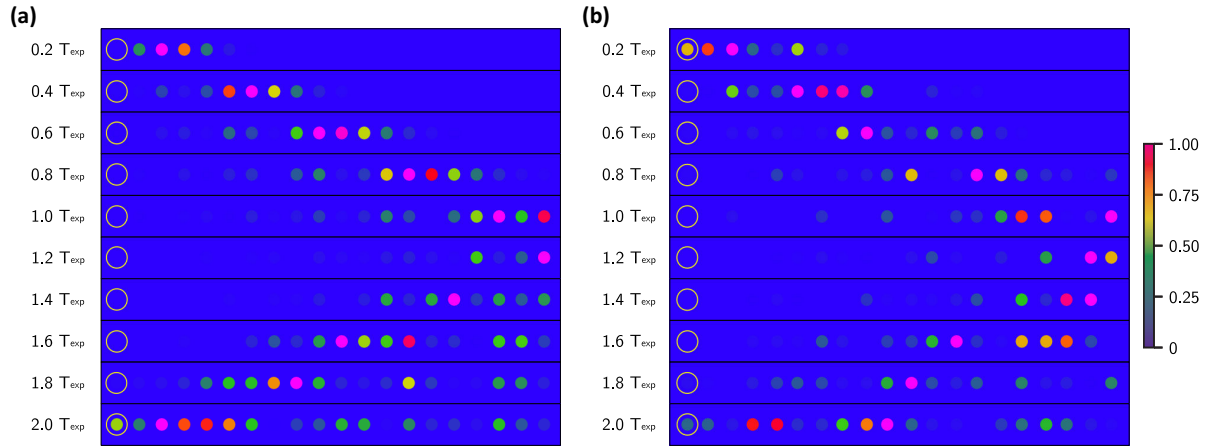 (a)
0.2 Texp
0.4 Texp
0.6 Texp
0.8 Texp
1.0 Texp
1.2 Texp
1.4 Texp
1.6 Texp
1.8 Texp
2.0 Texp
(b)
0.2 Texp
0.4 Texp
0.6 Texp
0.8 Texp
1.0 Texp
1.2 Texp
1.4 Texp
1.6 Texp
1.8 Texp
2.0 Texp
1.00
0.75
0.50
0.25
0